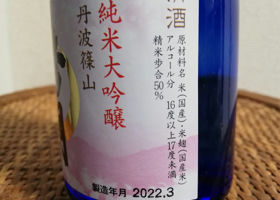 清酒
純米大吟醸
丹波篠山
原材料名 米(国産)・米麹(国産米)
アルコール分 16度以上17度未満
精米歩合50%
製造年月 2022.3